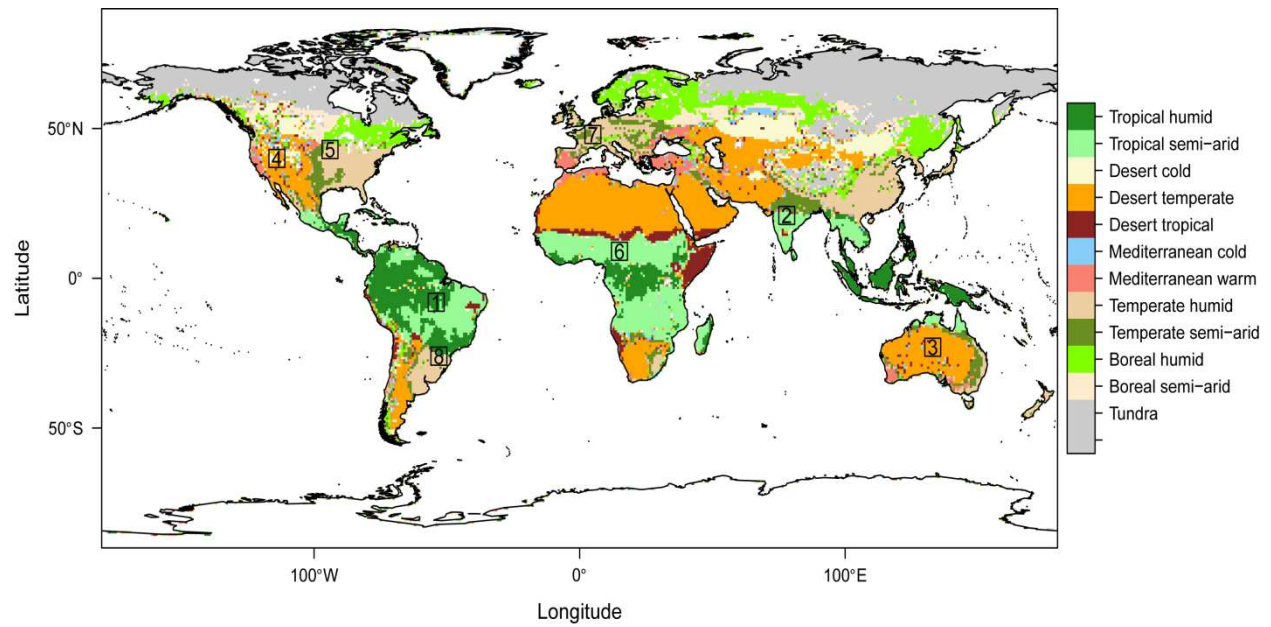 50°N
0°
50°S
Latitude
4
5
7
2
6
1
8
3
100°W
0°
100°E
Longitude
Tropical humid
Tropical semi−arid
Desert cold
Desert temperate
Desert tropical
Mediterranean cold
Mediterranean warm
Temperate humid
Temperate semi−arid
Boreal humid
Boreal semi−arid
Tundra